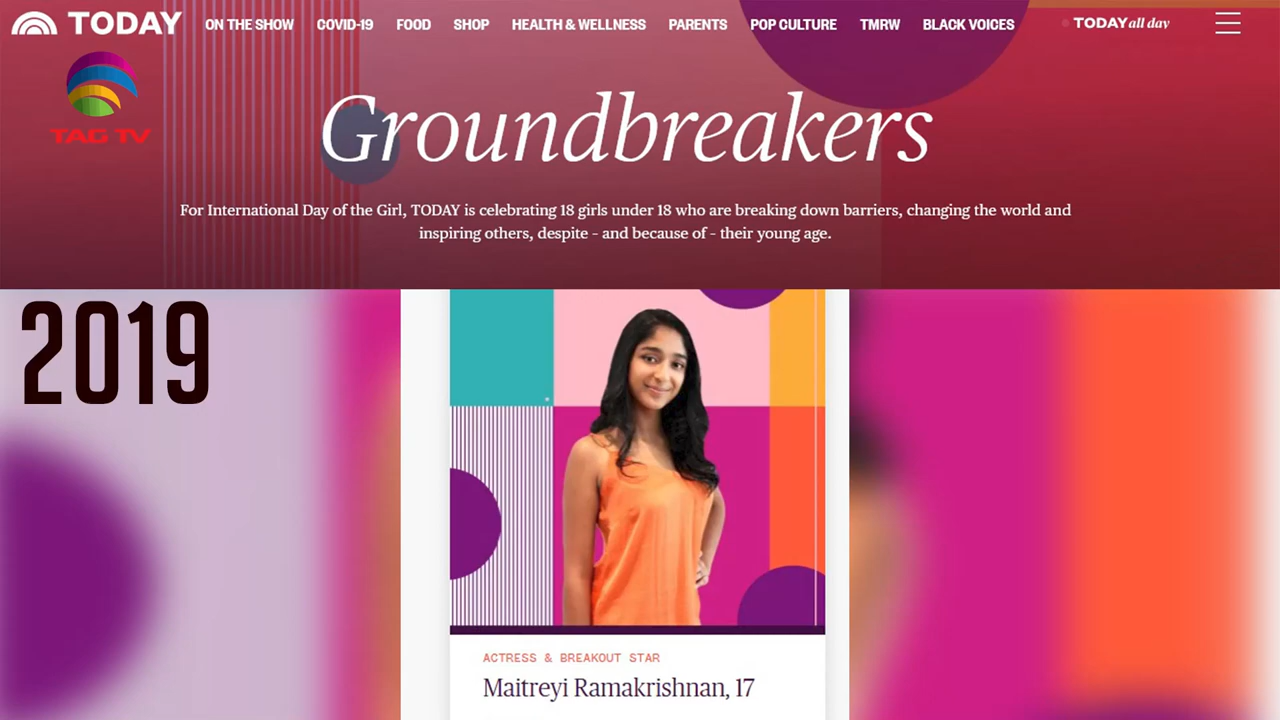 TODAY ON THE SHOW COVID-19 FOOD SHOP HEALTH & WELLNESS PARENTS POP CULTURE TMRW BLACK VOICES TODAY all day
TAG TV
Groundbreakers
For International Day of the Girl, TODAY is celebrating 18 girls under 18 who are breaking down barriers, changing the world and
inspiring others, despite - and because of - their young age.
2019
ACTRESS & BREAKOUT STAR
Maitreyi Ramakrishnan, 17